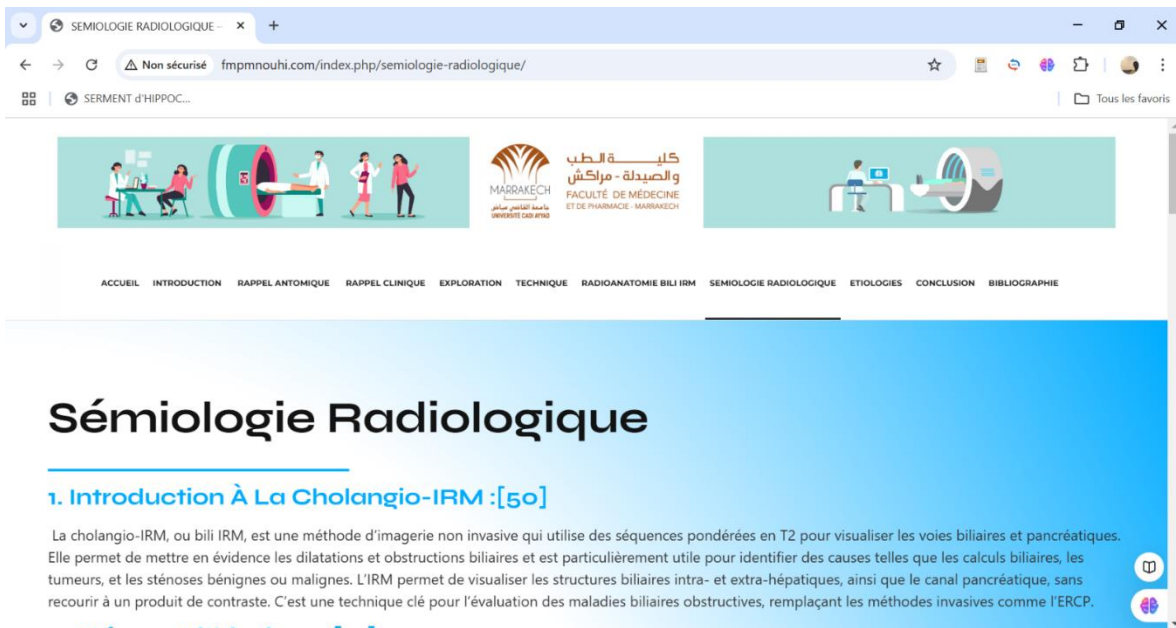 SEMIOLOGIE RADIOLOGIQUE –
Non sécurisé fmpmnouhi.com/index.php/semiologie-radiologique/
SERMENT d'HIPPOC...
Tous les favoris
كليـــــة الطب
والصيدلة - مراكش
FACULTÉ DE MÉDECINE
ET DE PHARMACIE - MARRAKECH
MARRAKECH
جامعة القاضي عياض
UNIVERSITÉ CADI AYYAD
ACCUEIL INTRODUCTION RAPPEL ANTOMIQUE RAPPEL CLINIQUE EXPLORATION TECHNIQUE RADIOANATOMIE BILI IRM SEMIOLOGIE RADIOLOGIQUE ETIOLOGIES CONCLUSION BIBLIOGRAPHIE
Sémiologie Radiologique
1. Introduction À La Cholangio-IRM :[50]
La cholangio-IRM, ou bili IRM, est une méthode d'imagerie non invasive qui utilise des séquences pondérées en T2 pour visualiser les voies biliaires et pancréatiques.
Elle permet de mettre en évidence les dilatations et obstructions biliaires et est particulièrement utile pour identifier des causes telles que les calculs biliaires, les
tumeurs, et les sténoses bénignes ou malignes. L'IRM permet de visualiser les structures biliaires intra- et extra-hépatiques, ainsi que le canal pancréatique, sans
recourir à un produit de contraste. C'est une technique clé pour l'évaluation des maladies biliaires obstructives, remplaçant les méthodes invasives comme l'ERCP.